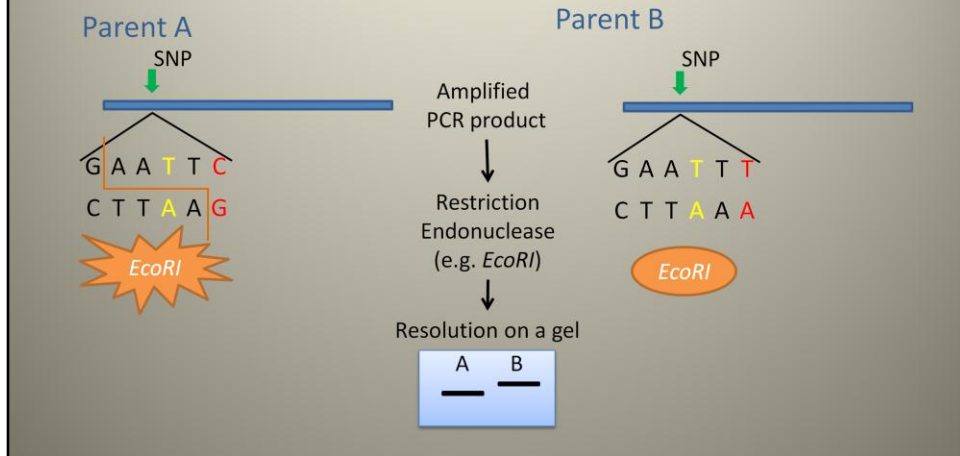 Parent A
SNP
G A A T T C
C T T A A G
EcoRI
Amplified
PCR product
Restriction
Endonuclease
(e.g. EcoRI)
Resolution on a gel
A B
Parent B
SNP
G A A T T T
C T T A A A
EcoRI